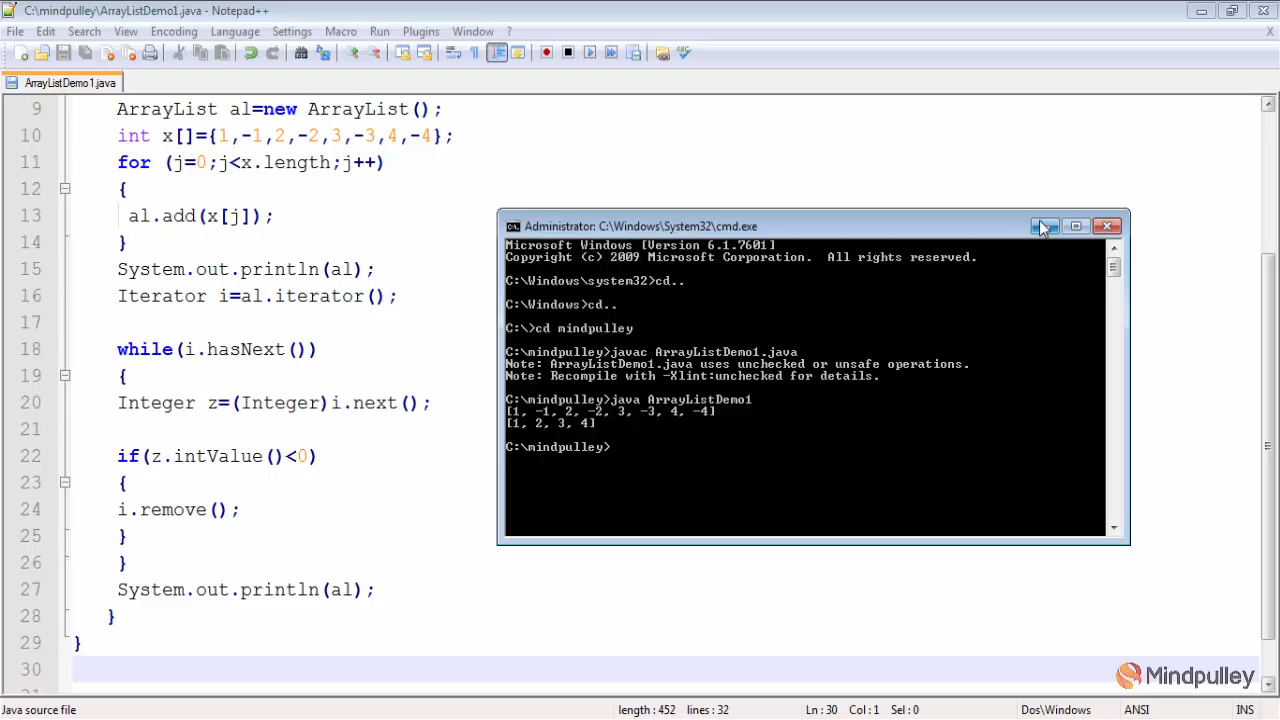 C:\mindpulley\ArrayListDemo1.java - Notepad++
File Edit Search View Encoding Language Settings Macro Run Plugins Window ? X
ArrayListDemo1.java
9 ArrayList al=new ArrayList();
10 int x[]={1,-1,2,-2,3,-3,4,-4};
11 for (j=0;j<x.length;j++)
12 {
13 al.add(x[j]);
14 }
15 System.out.println(al);
16 Iterator i=al.iterator();
17
18 while(i.hasNext())
19 {
20 Integer z=(Integer)i.next();
21
22 if(z.intValue()<0)
23 {
24 i.remove();
25 }
26 }
27 System.out.println(al);
28 }
29 }
30
Administrator: C:\Windows\System32\cmd.exe
Microsoft Windows [Version 6.1.7601]
Copyright (c) 2009 Microsoft Corporation. All rights reserved.
C:\Windows\system32>cd..
C:\Windows>cd..
C:\>cd mindpulley
C:\mindpulley>javac ArrayListDemo1.java
Note: ArrayListDemo1.java uses unchecked or unsafe operations.
Note: Recompile with -Xlint:unchecked for details.
C:\mindpulley>java ArrayListDemo1
[1, -1, 2, -2, 3, -3, 4, -4]
[1, 2, 3, 4]
C:\mindpulley>
Mindpulley
Java source file length : 452 lines : 32 Ln : 30 Col : 1 Sel : 0 Dos\Windows ANSI INS